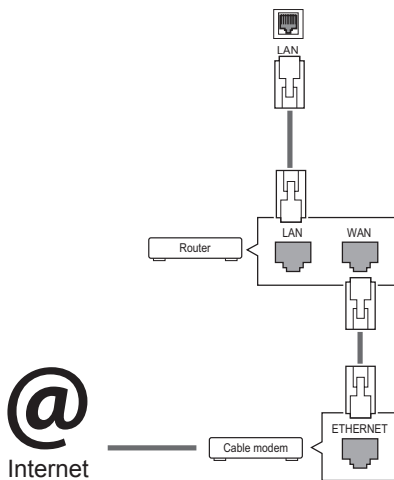 LAN
LAN
WAN
Router
ETHERNET
@
Cable modem
Internet